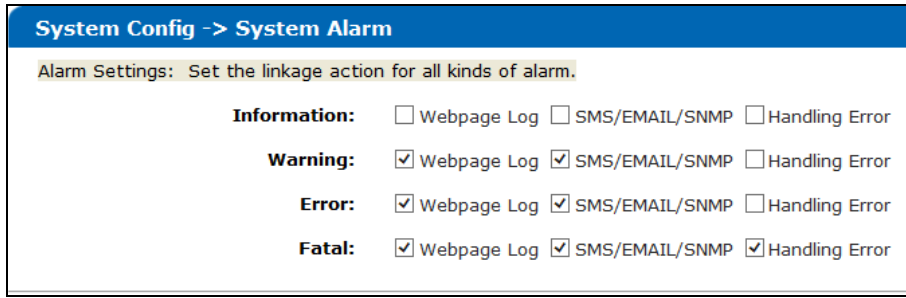 System Config -> System Alarm
Alarm Settings: Set the linkage action for all kinds of alarm.
Information: Webpage Log SMS/EMAIL/SNMP Handling Error
Warning: Webpage Log SMS/EMAIL/SNMP Handling Error
Error: Webpage Log SMS/EMAIL/SNMP Handling Error
Fatal: Webpage Log SMS/EMAIL/SNMP Handling Error